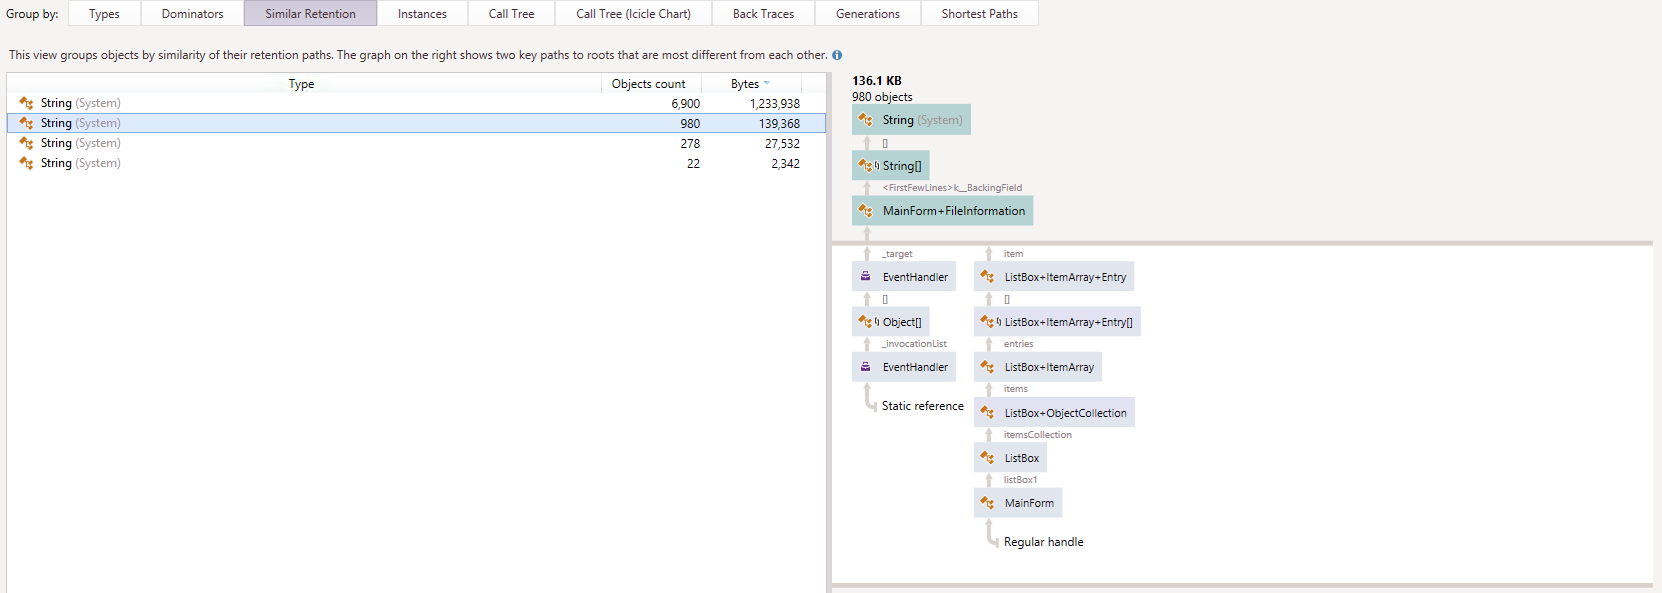 Group by: Types Dominators Similar Retention Instances Call Tree Call Tree (Icicle Chart) Back Traces Generations Shortest Paths
This view groups objects by similarity of their retention paths. The graph on the right shows two key paths to roots that are most different from each other.
Type Objects count Bytes
String (System) 6,900 1,233,938
String (System) 980 139,368
String (System) 278 27,532
String (System) 22 2,342
136.1 KB
980 objects
String (System)
[]
String[]
<FirstFewLines>k__BackingField
MainForm+FileInformation
_target item
EventHandler ListBox+ItemArray+Entry
[] []
Object[] ListBox+ItemArray+Entry[]
_invocationList entries
EventHandler ListBox+ItemArray
items
Static reference
ListBox+ObjectCollection
itemsCollection
ListBox
listBox1
MainForm
Regular handle